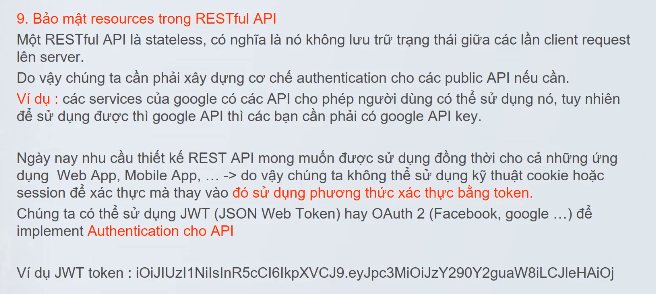 9. Bảo mật resources trong RESTful API
Một RESTful API là stateless, có nghĩa là nó không lưu trữ trạng thái giữa các lần client request
lên server.
Do vậy chúng ta cần phải xây dựng cơ chế authentication cho các public API nếu cần.
Ví dụ : các services của google có các API cho phép người dùng có thể sử dụng nó, tuy nhiên
để sử dụng được thì google API thì các bạn cần phải có google API key.
Ngày nay nhu cầu thiết kế REST API mong muốn được sử dụng đồng thời cho cả những ứng
dụng Web App, Mobile App, … -> do vậy chúng ta không thể sử dụng kỹ thuật cookie hoặc
session để xác thực mà thay vào đó sử dụng phương thức xác thực bằng token.
Chúng ta có thể sử dụng JWT (JSON Web Token) hay OAuth 2 (Facebook, google …) để
implement Authentication cho API
Ví dụ JWT token : iOiJIUzI1NiIsInR5cCI6IkpXVCJ9.eyJpc3MiOiJzY290Y2guaW8iLCJleHAiOj